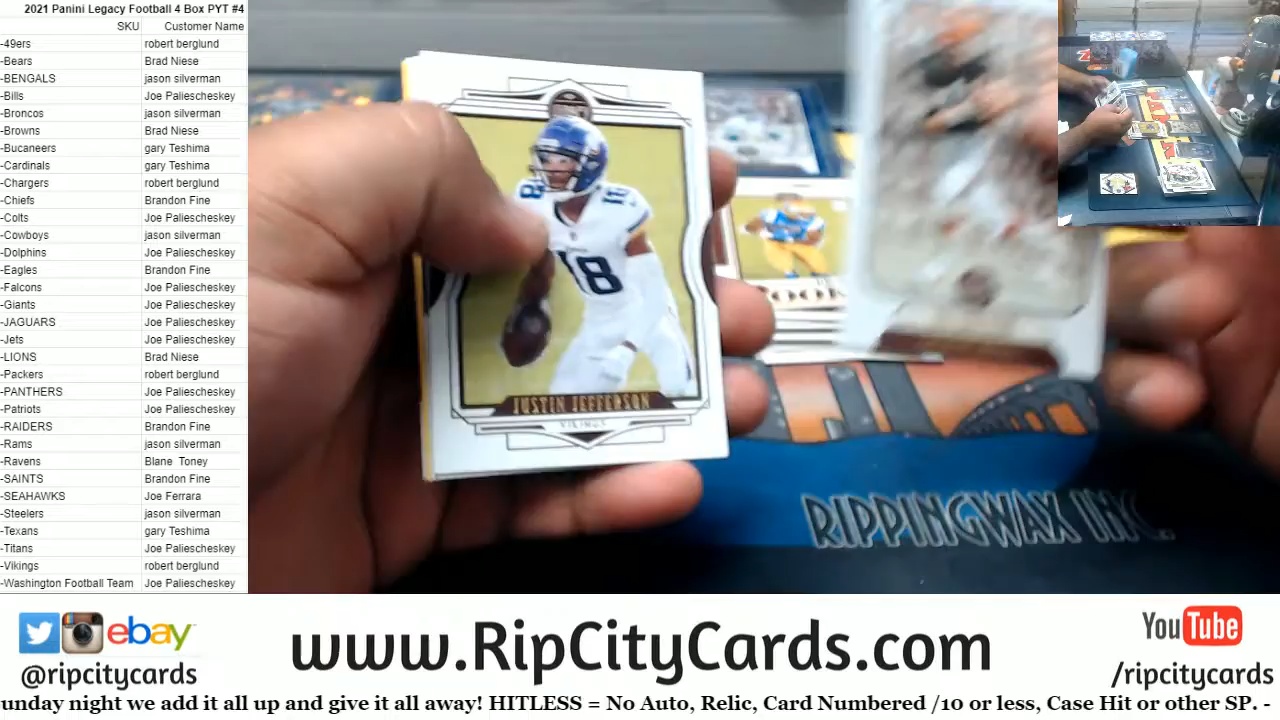 2021 Panini Legacy Football 4 Box PYT #4
SKU Customer Name
-49ers robert berglund
-Bears Brad Niese
-BENGALS jason silverman
-Bills Joe Paliescheskey
-Broncos jason silverman
-Browns Brad Niese
-Bucaneers gary Teshima
-Cardinals gary Teshima
-Chargers robert berglund
-Chiefs Brandon Fine
-Colts Joe Paliescheskey
-Cowboys jason silverman
-Dolphins Joe Paliescheskey
-Eagles Brandon Fine
-Falcons Joe Paliescheskey
-Giants Joe Paliescheskey
-JAGUARS Joe Paliescheskey
-Jets Joe Paliescheskey
-LIONS Brad Niese
-Packers robert berglund
-PANTHERS Joe Paliescheskey
-Patriots Joe Paliescheskey
-RAIDERS Brandon Fine
-Rams jason silverman
-Ravens Blane Toney
-SAINTS Brandon Fine
-SEAHAWKS Joe Ferrara
-Steelers jason silverman
-Texans gary Teshima
-Titans Joe Paliescheskey
-Vikings robert berglund
-Washington Football Team Joe Paliescheskey
18
18
JUSTIN JEFFERSON
VIKINGS
RIPPINGWAX INC.
ebay
@ripcitycards
www.RipCityCards.com
YouTube
/ripcitycards
unday night we add it all up and give it all away! HITLESS = No Auto, Relic, Card Numbered /10 or less, Case Hit or other SP. -